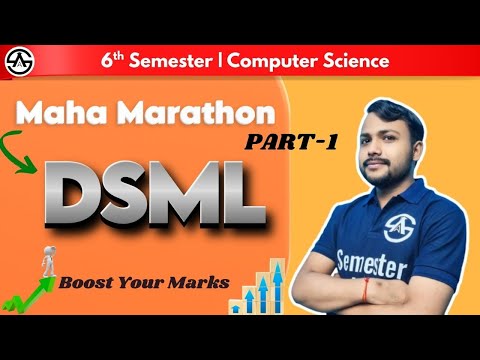 6th Semester | Computer Science
Maha Marathon
PART-1
DSML
Boost Your Marks
Semester